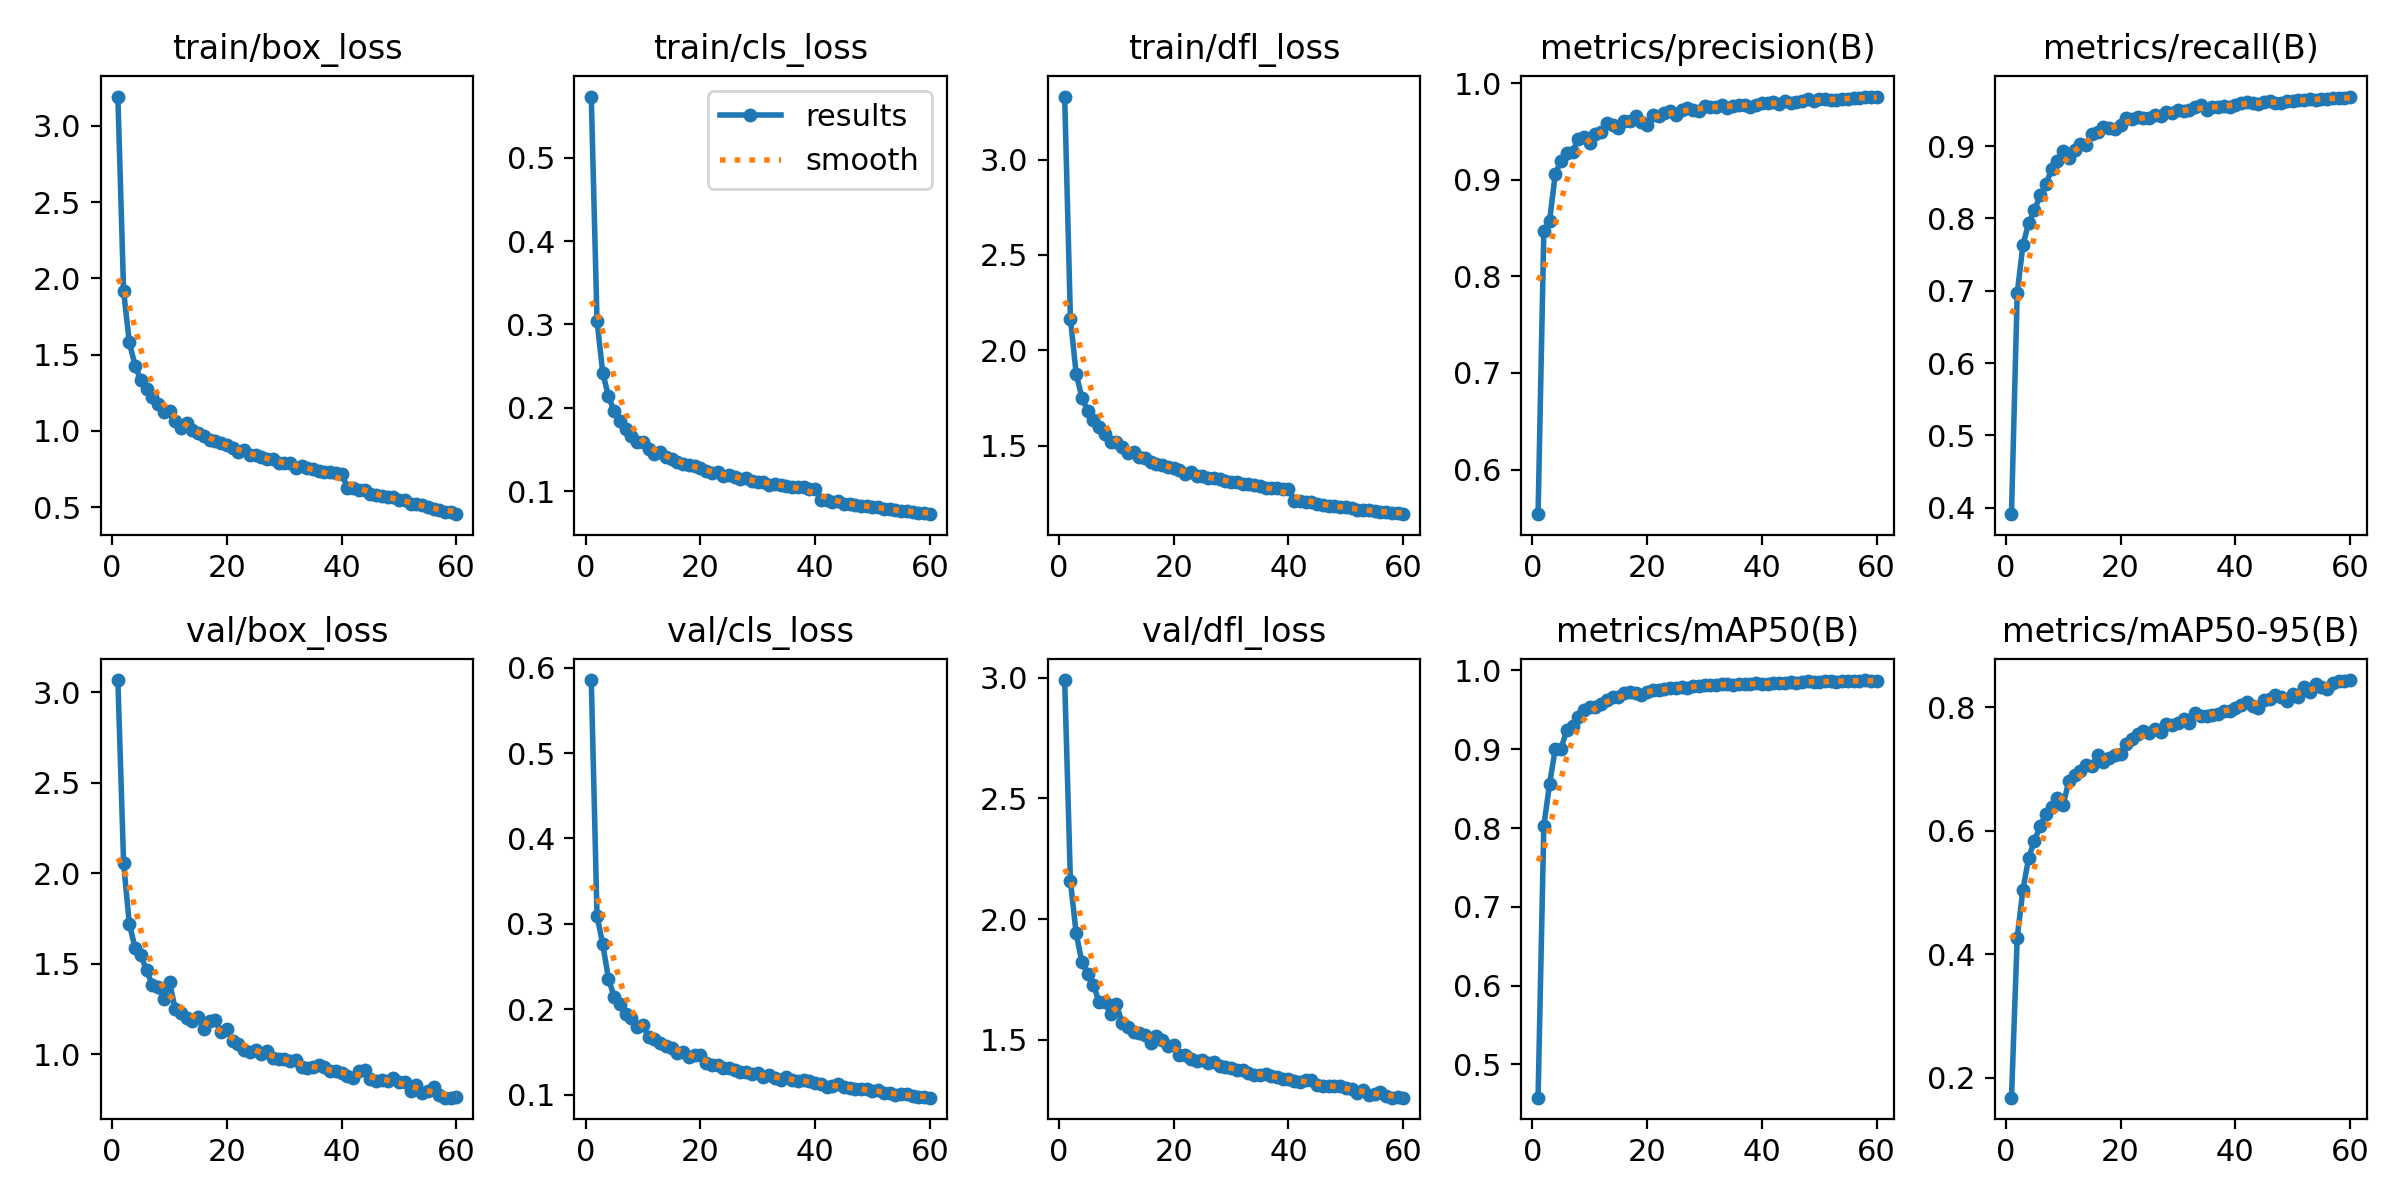 train/box_loss
3.0
2.5
2.0
1.5
1.0
0.5
0 20 40 60
train/cls_loss
results
smooth
0.5
0.4
0.3
0.2
0.1
0 20 40 60
train/dfl_loss
3.0
2.5
2.0
1.5
0 20 40 60
metrics/precision(B)
1.0
0.9
0.8
0.7
0.6
0 20 40 60
metrics/recall(B)
0.9
0.8
0.7
0.6
0.5
0.4
0 20 40 60
val/box_loss
3.0
2.5
2.0
1.5
1.0
0 20 40 60
val/cls_loss
0.6
0.5
0.4
0.3
0.2
0.1
0 20 40 60
val/dfl_loss
3.0
2.5
2.0
1.5
0 20 40 60
metrics/mAP50(B)
1.0
0.9
0.8
0.7
0.6
0.5
0 20 40 60
metrics/mAP50-95(B)
0.8
0.6
0.4
0.2
0 20 40 60